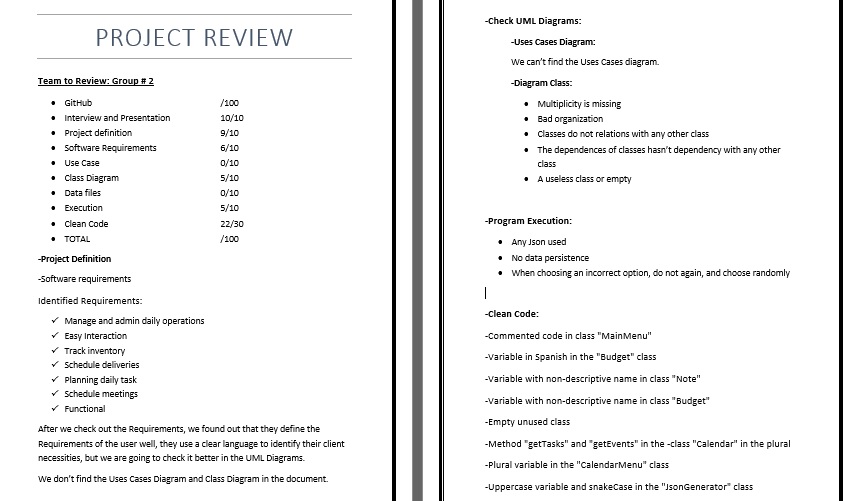 PROJECT REVIEW
Team to Review: Group # 2
• GitHub /100
• Interview and Presentation 10/10
• Project definition 9/10
• Software Requirements 6/10
• Use Case 0/10
• Class Diagram 5/10
• Data files 0/10
• Execution 5/10
• Clean Code 22/30
• TOTAL /100
-Project Definition
-Software requirements
Identified Requirements:
✓ Manage and admin daily operations
✓ Easy Interaction
✓ Track inventory
✓ Schedule deliveries
✓ Planning daily task
✓ Schedule meetings
✓ Functional
After we check out the Requirements, we found out that they define the
Requirements of the user well, they use a clear language to identify their client
necessities, but we are going to check it better in the UML Diagrams.
We don't find the Uses Cases Diagram and Class Diagram in the document.
-Check UML Diagrams:
-Uses Cases Diagram:
We can't find the Uses Cases diagram.
-Diagram Class:
• Multiplicity is missing
• Bad organization
• Classes do not relations with any other class
• The dependences of classes hasn't dependency with any other
class
• A useless class or empty
-Program Execution:
• Any Json used
• No data persistence
• When choosing an incorrect option, do not again, and choose randomly
-Clean Code:
-Commented code in class "MainMenu"
-Variable in Spanish in the "Budget" class
-Variable with non-descriptive name in class "Note"
-Variable with non-descriptive name in class "Budget"
-Empty unused class
-Method "getTasks" and "getEvents" in the -class "Calendar" in the plural
-Plural variable in the "CalendarMenu" class
-Uppercase variable and snakeCase in the "JsonGenerator" class